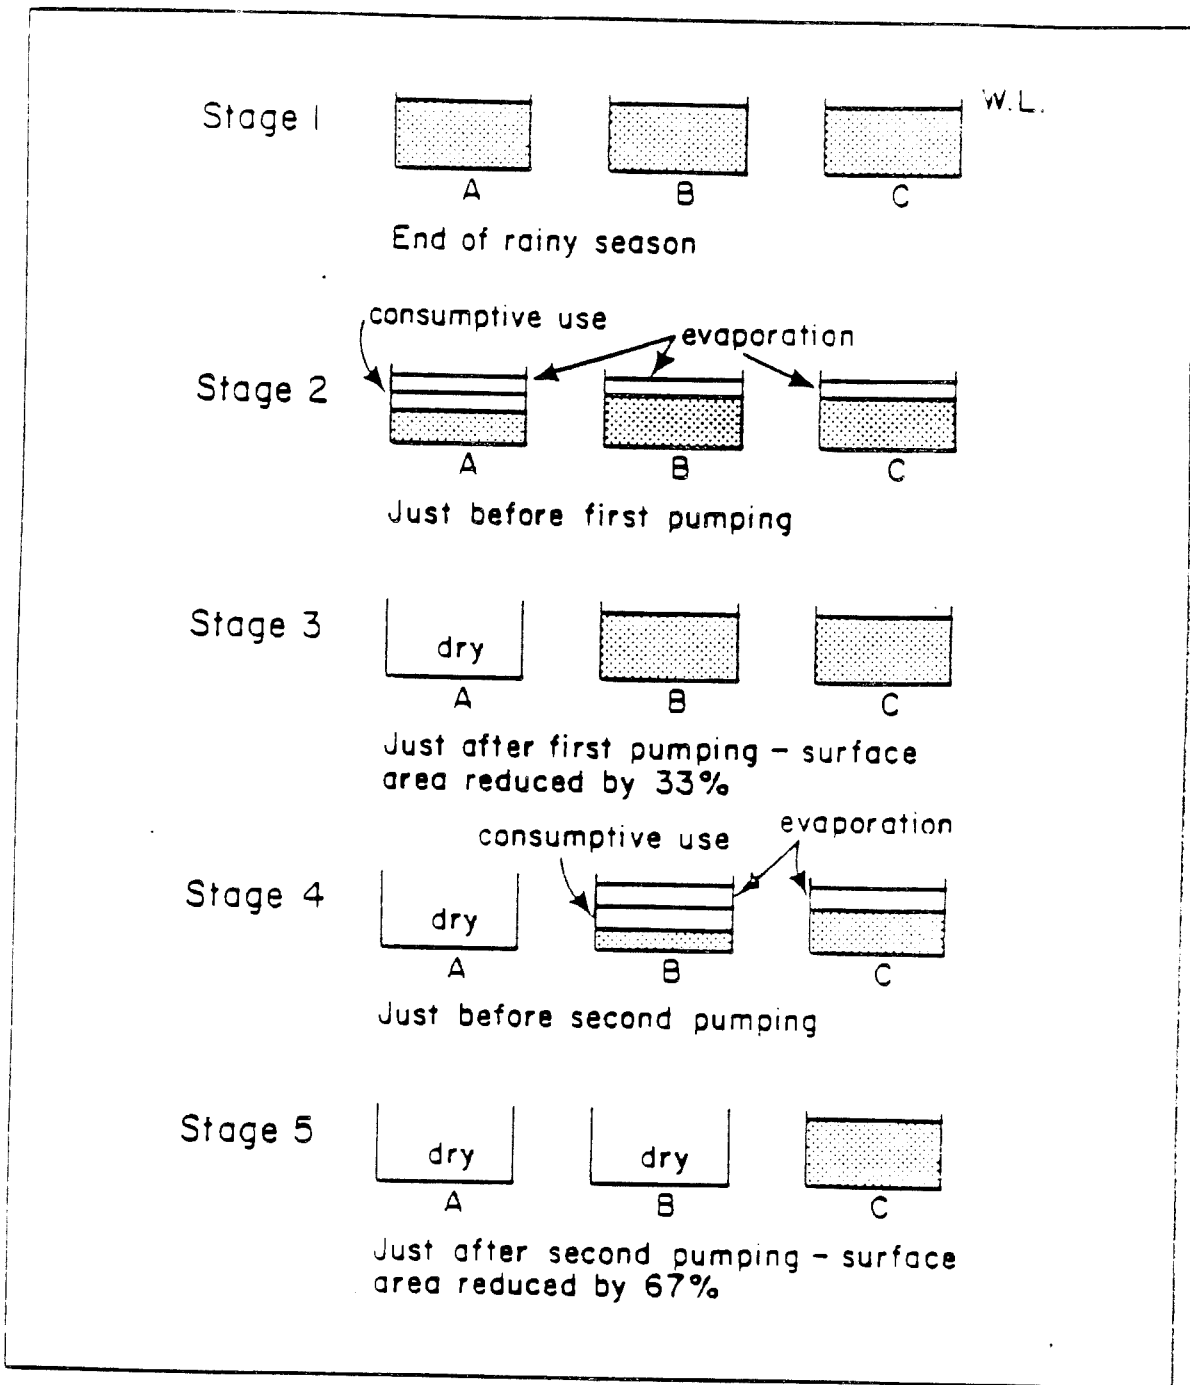 Stage 1
W.L.
A B C
End of rainy season
consumptive use
evaporation
Stage 2
A B C
Just before first pumping
Stage 3
dry
A B C
Just after first pumping - surface
area reduced by 33%
consumptive use
evaporation
Stage 4
dry
A B C
Just before second pumping
Stage 5
dry dry
A B C
Just after second pumping - surface
area reduced by 67%